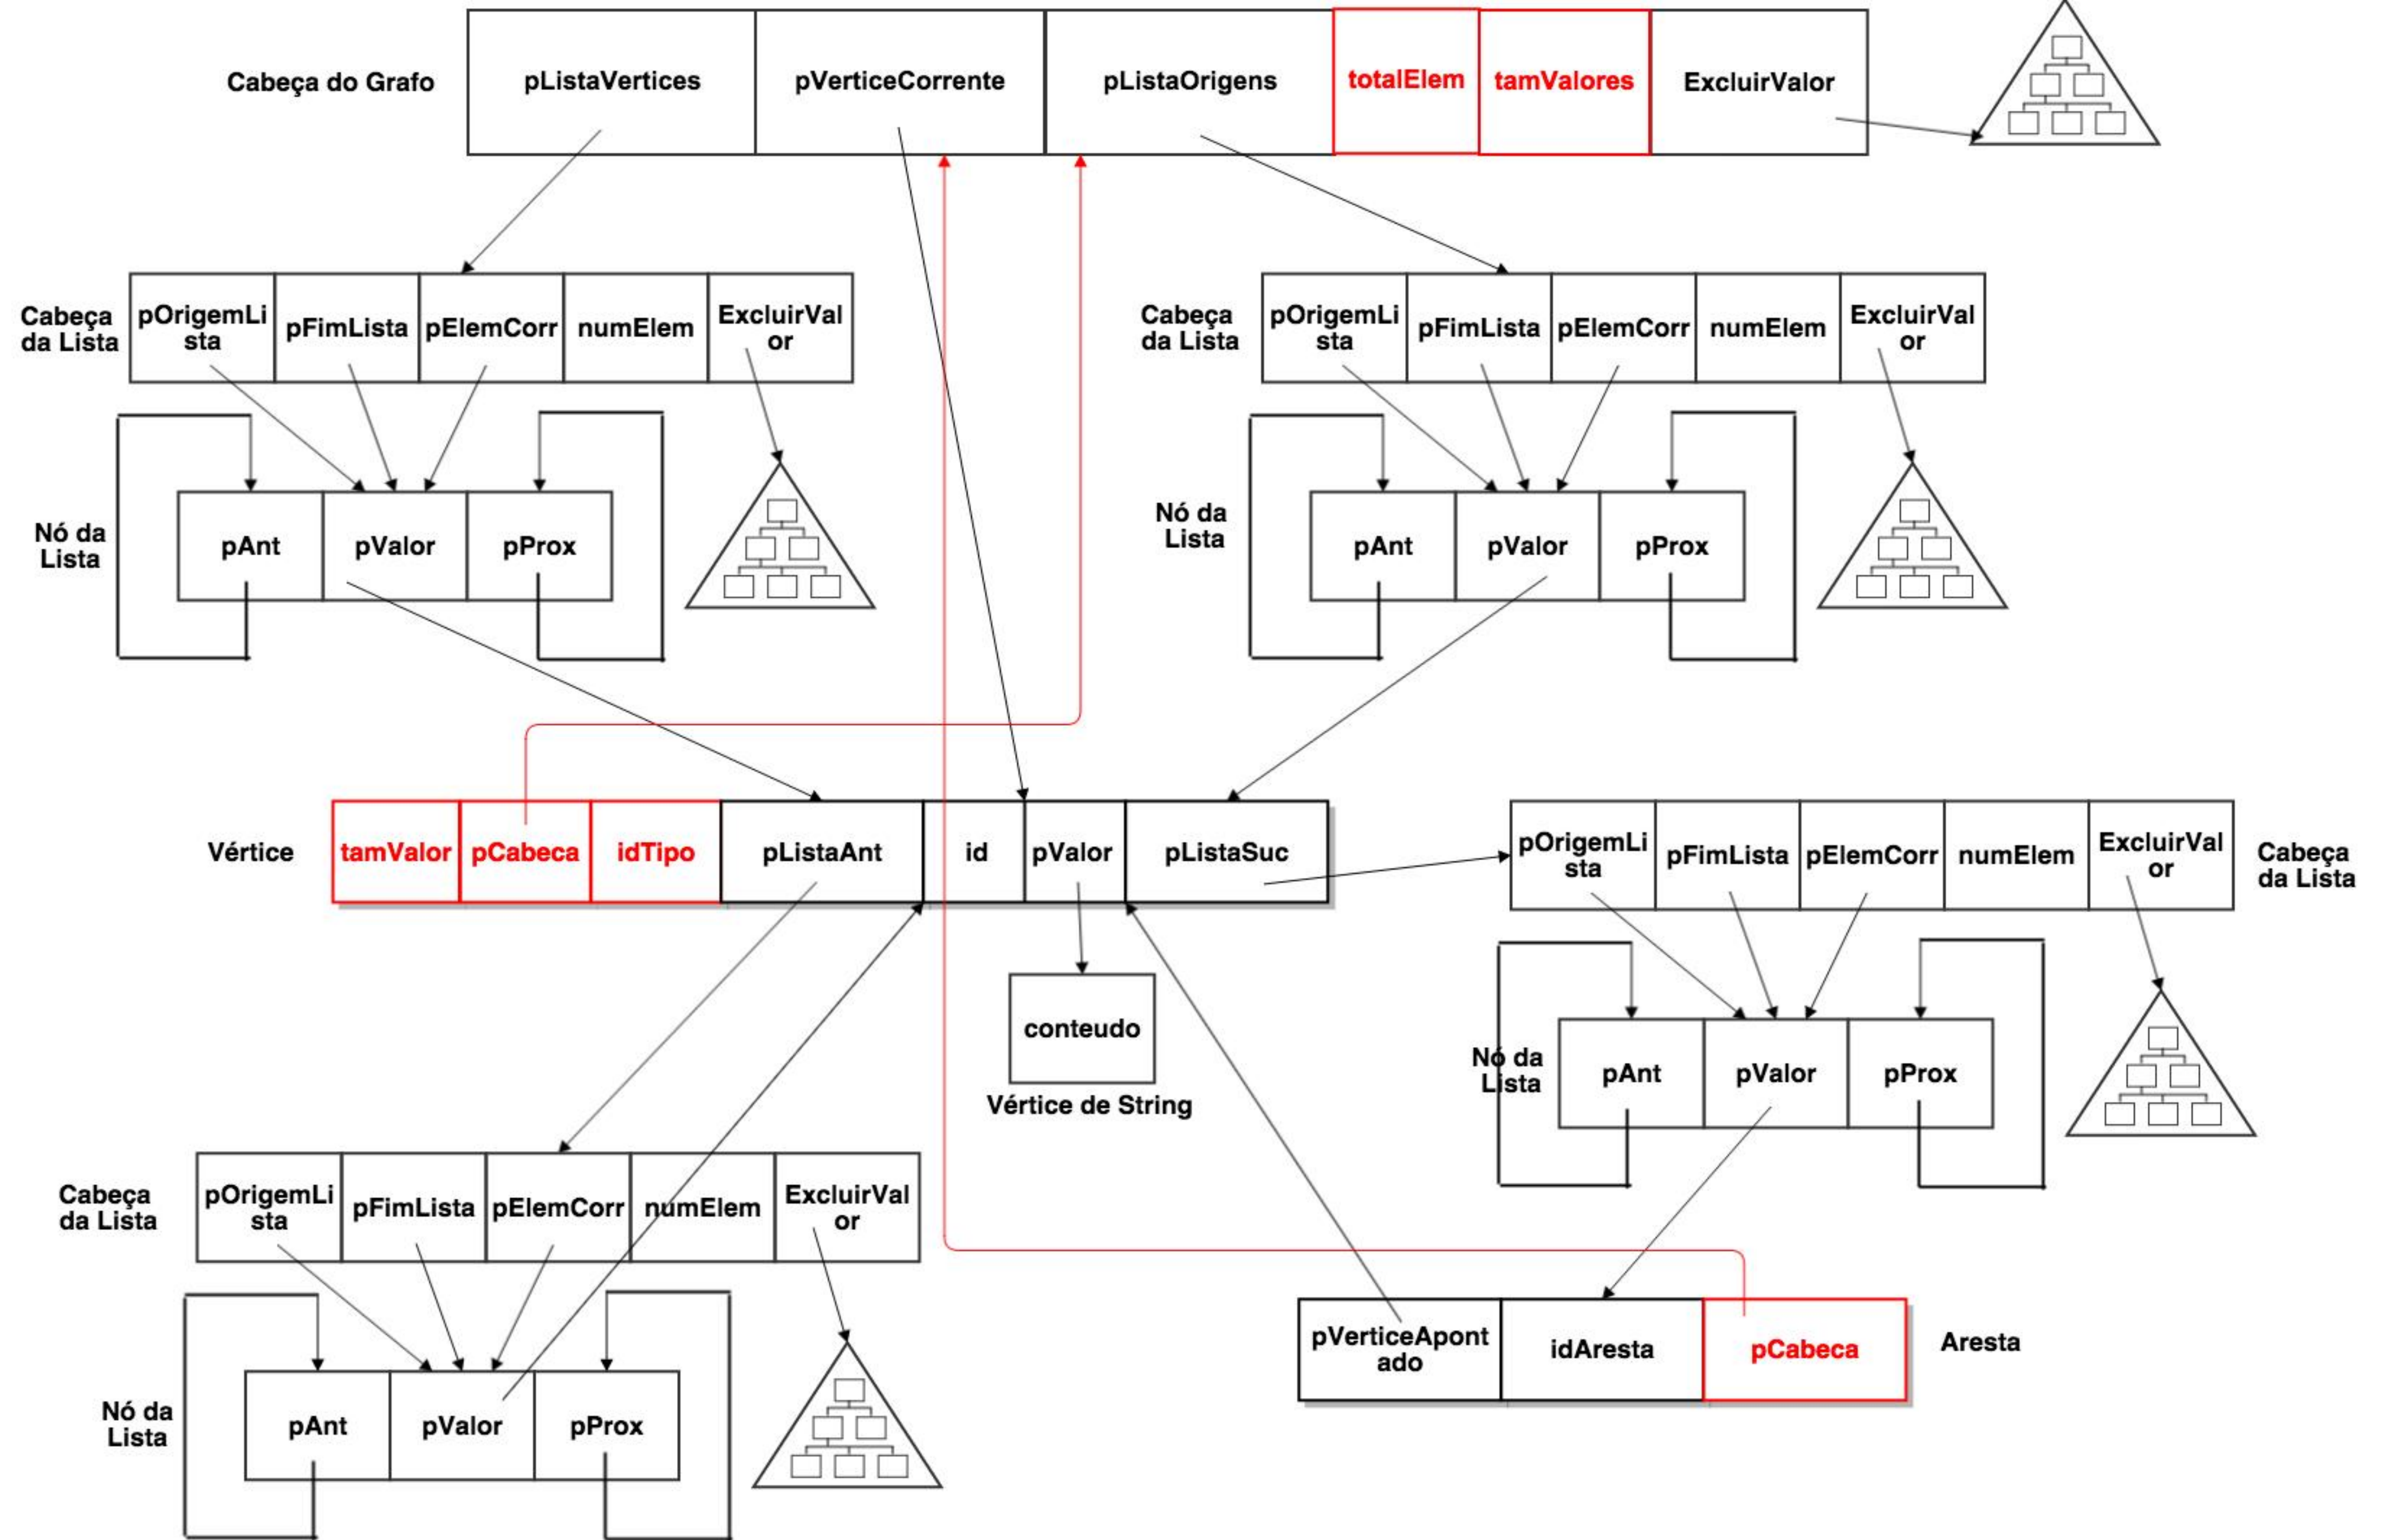 Cabeça do Grafo
pListaVertices
pVerticeCorrente
pListaOrigens
totalElem
tamValores
ExcluirValor
Cabeça
da Lista
pOrigemLi
sta
pFimLista
pElemCorr
numElem
ExcluirVal
or
Cabeça
da Lista
pOrigemLi
sta
pFimLista
pElemCorr
numElem
ExcluirVal
or
Nó da
Lista
pAnt
pValor
pProx
Nó da
Lista
pAnt
pValor
pProx
Vértice
tamValor
pCabeca
idTipo
pListaAnt
id
pValor
pListaSuc
pOrigemLi
sta
pFimLista
pElemCorr
numElem
ExcluirVal
or
Cabeça
da Lista
conteudo
Vértice de String
Nó da
Lista
pAnt
pValor
pProx
Cabeça
da Lista
pOrigemLi
sta
pFimLista
pElemCorr
numElem
ExcluirVal
or
pVerticeApont
ado
idAresta
pCabeca
Aresta
Nó da
Lista
pAnt
pValor
pProx